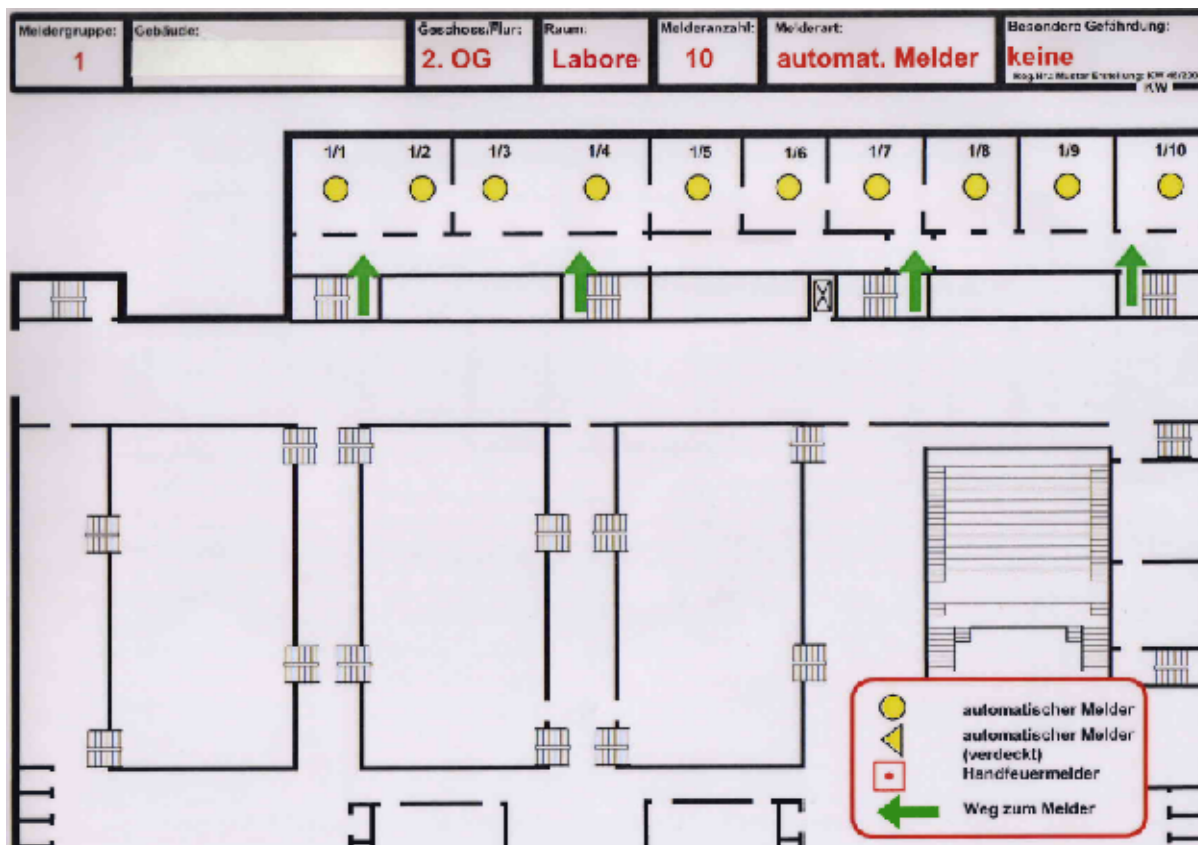 Meldergruppe:
1
Gebäude:
Geschoss/Flur:
2. OG
Raum:
Labore
Melderanzahl:
10
Melderart:
automat. Melder
Besondere Gefährdung:
keine
KW
1/1 1/2 1/3 1/4 1/5 1/6 1/7 1/8 1/9 1/10
automatischer Melder
automatischer Melder
(verdeckt)
Handfeuermelder
Weg zum Melder